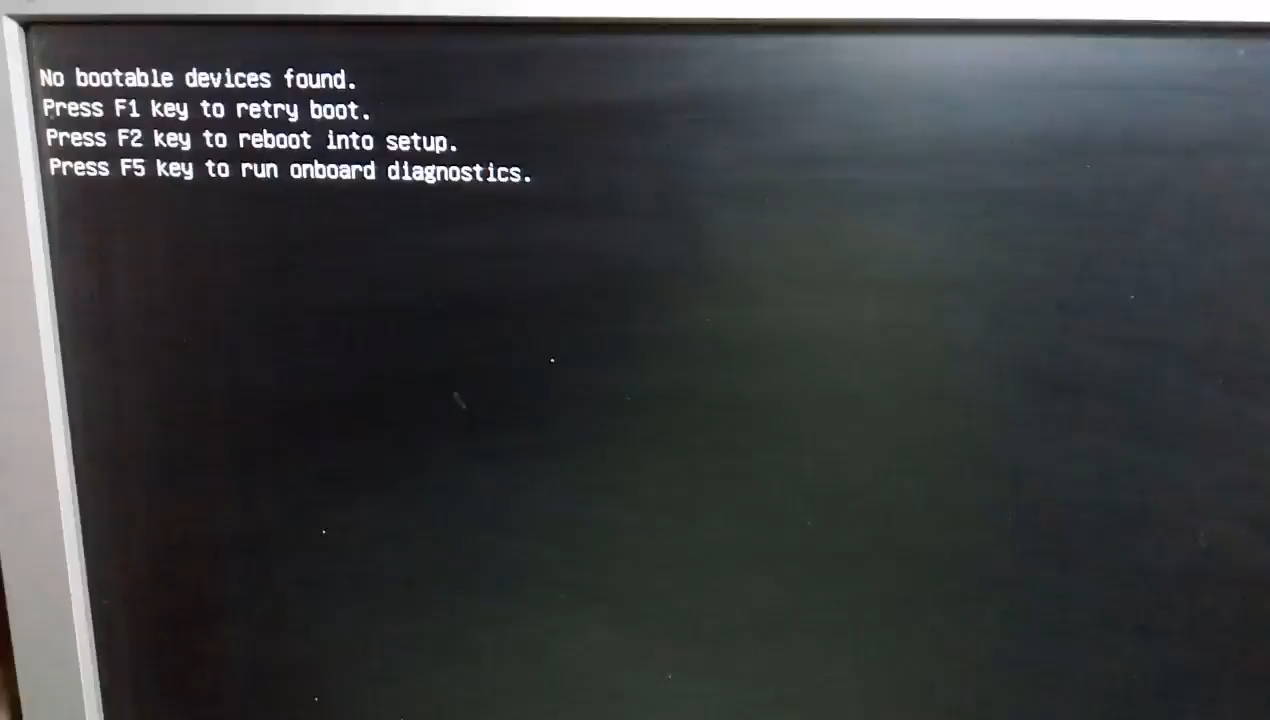 No bootable devices found.
Press F1 key to retry boot.
Press F2 key to reboot into setup.
Press F5 key to run onboard diagnostics.